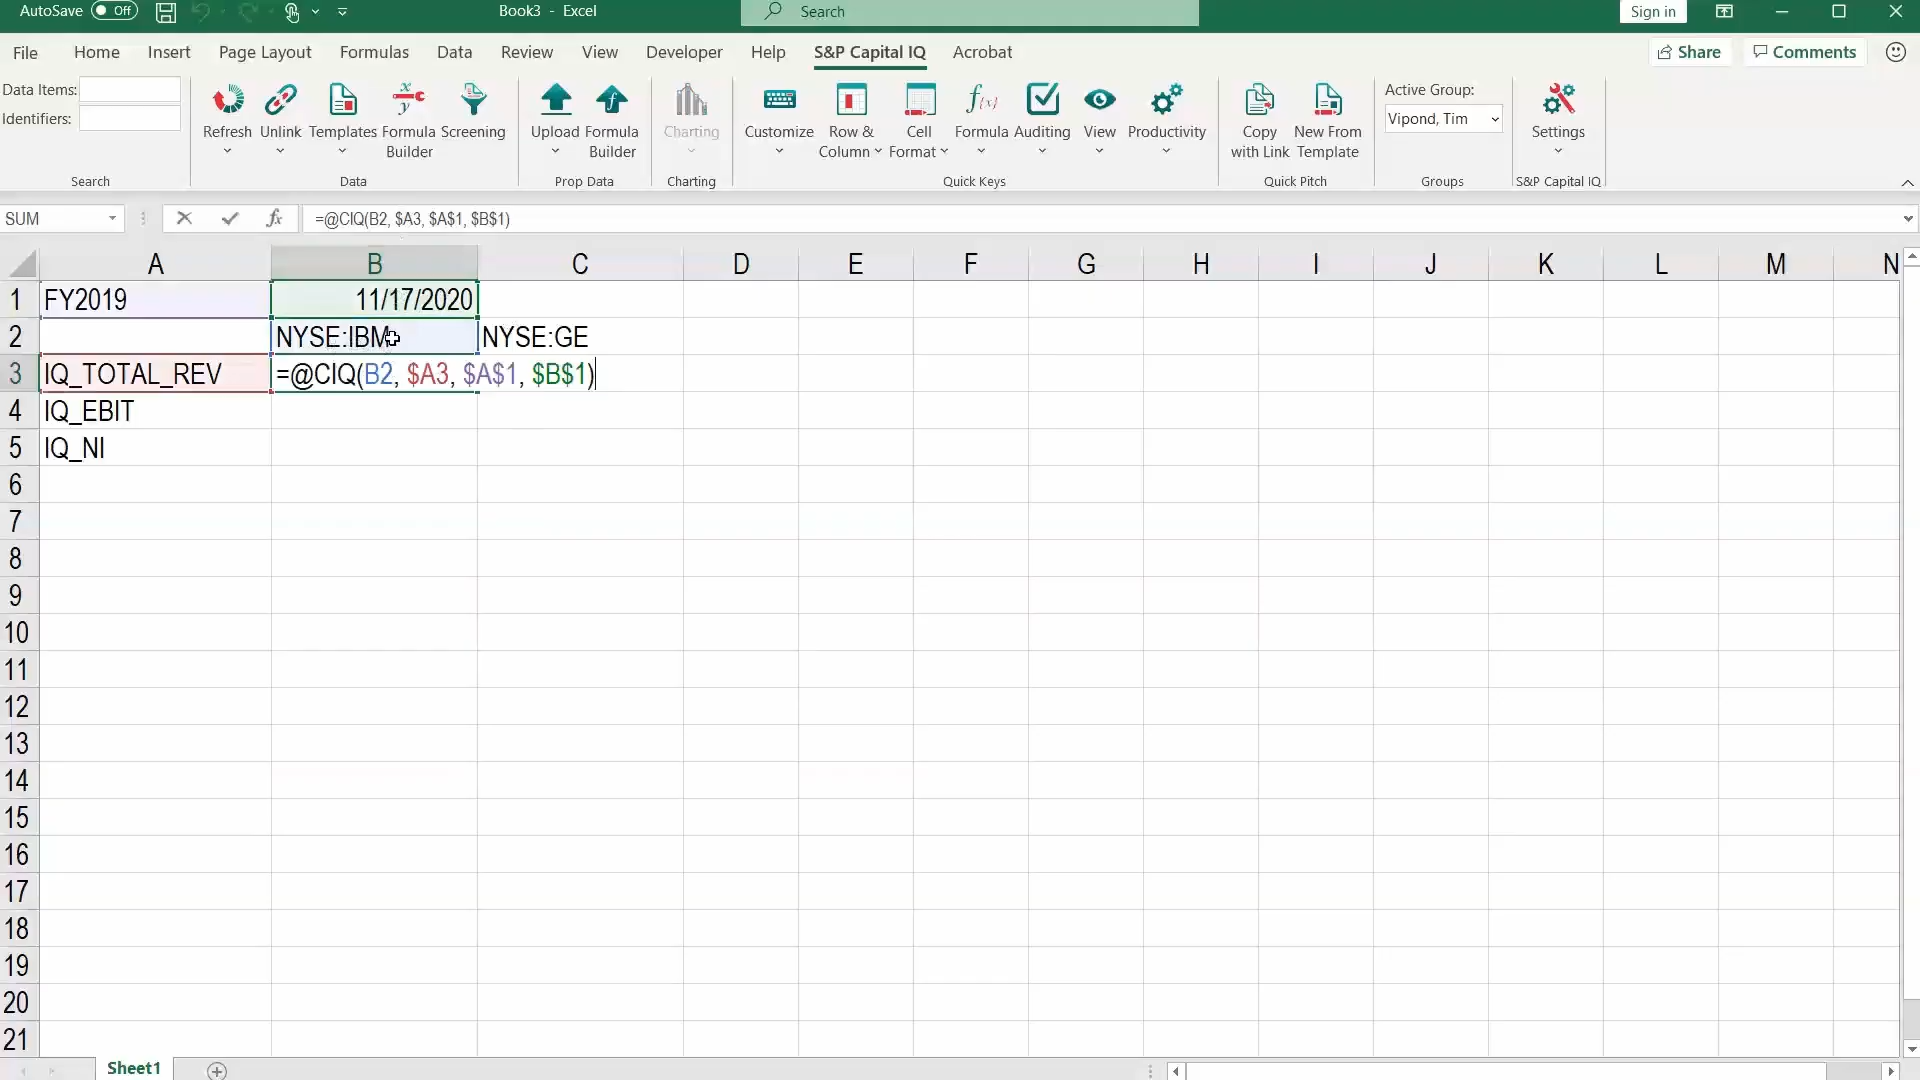 AutoSave Off Book3 - Excel Search Sign in
File Home Insert Page Layout Formulas Data Review View Developer Help S&P Capital IQ Acrobat Share Comments
Data Items:
Identifiers:
Search
Refresh Unlink Templates Formula Builder Screening
Data
Upload Formula Builder
Prop Data
Charting
Charting
Customize Row & Column Cell Format Formula Auditing View Productivity
Quick Keys
Copy with Link New From Template
Quick Pitch
Active Group:
Vipond, Tim
Groups
Settings
S&P Capital IQ
SUM fx =@CIQ(B2, $A3, $A$1, $B$1)
A B C D E F G H I J K L M N
1 FY2019 11/17/2020
2 NYSE:IBM NYSE:GE
3 IQ_TOTAL_REV =@CIQ(B2, $A3, $A$1, $B$1)
4 IQ_EBIT
5 IQ_NI
6
7
8
9
10
11
12
13
14
15
16
17
18
19
20
21
Sheet1